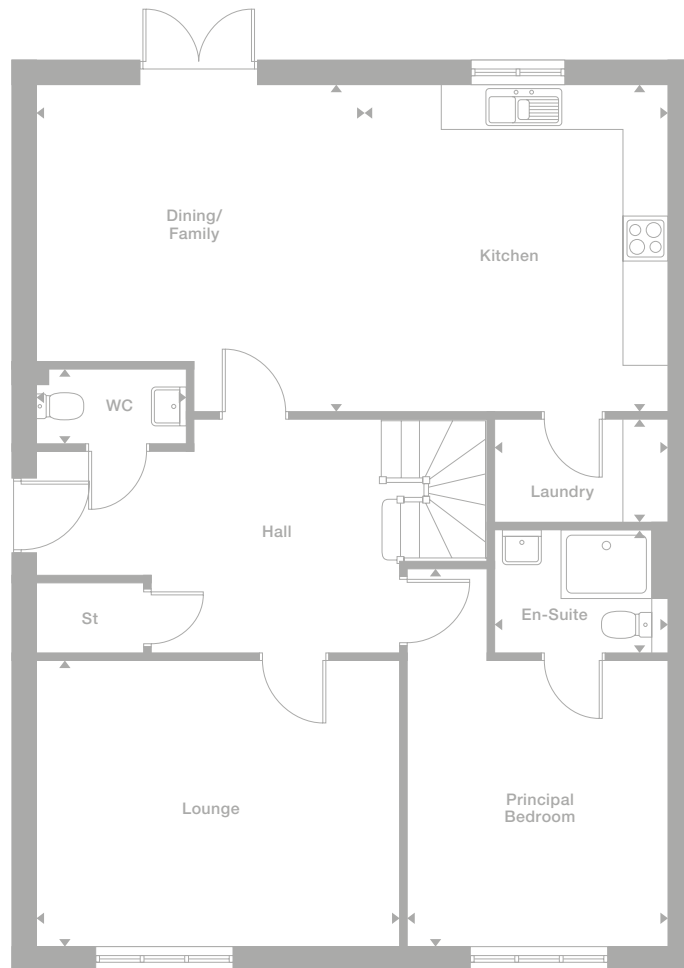 Dining/
Family
Kitchen
WC
Laundry
Hall
En-Suite
St
Principal
Bedroom
Lounge